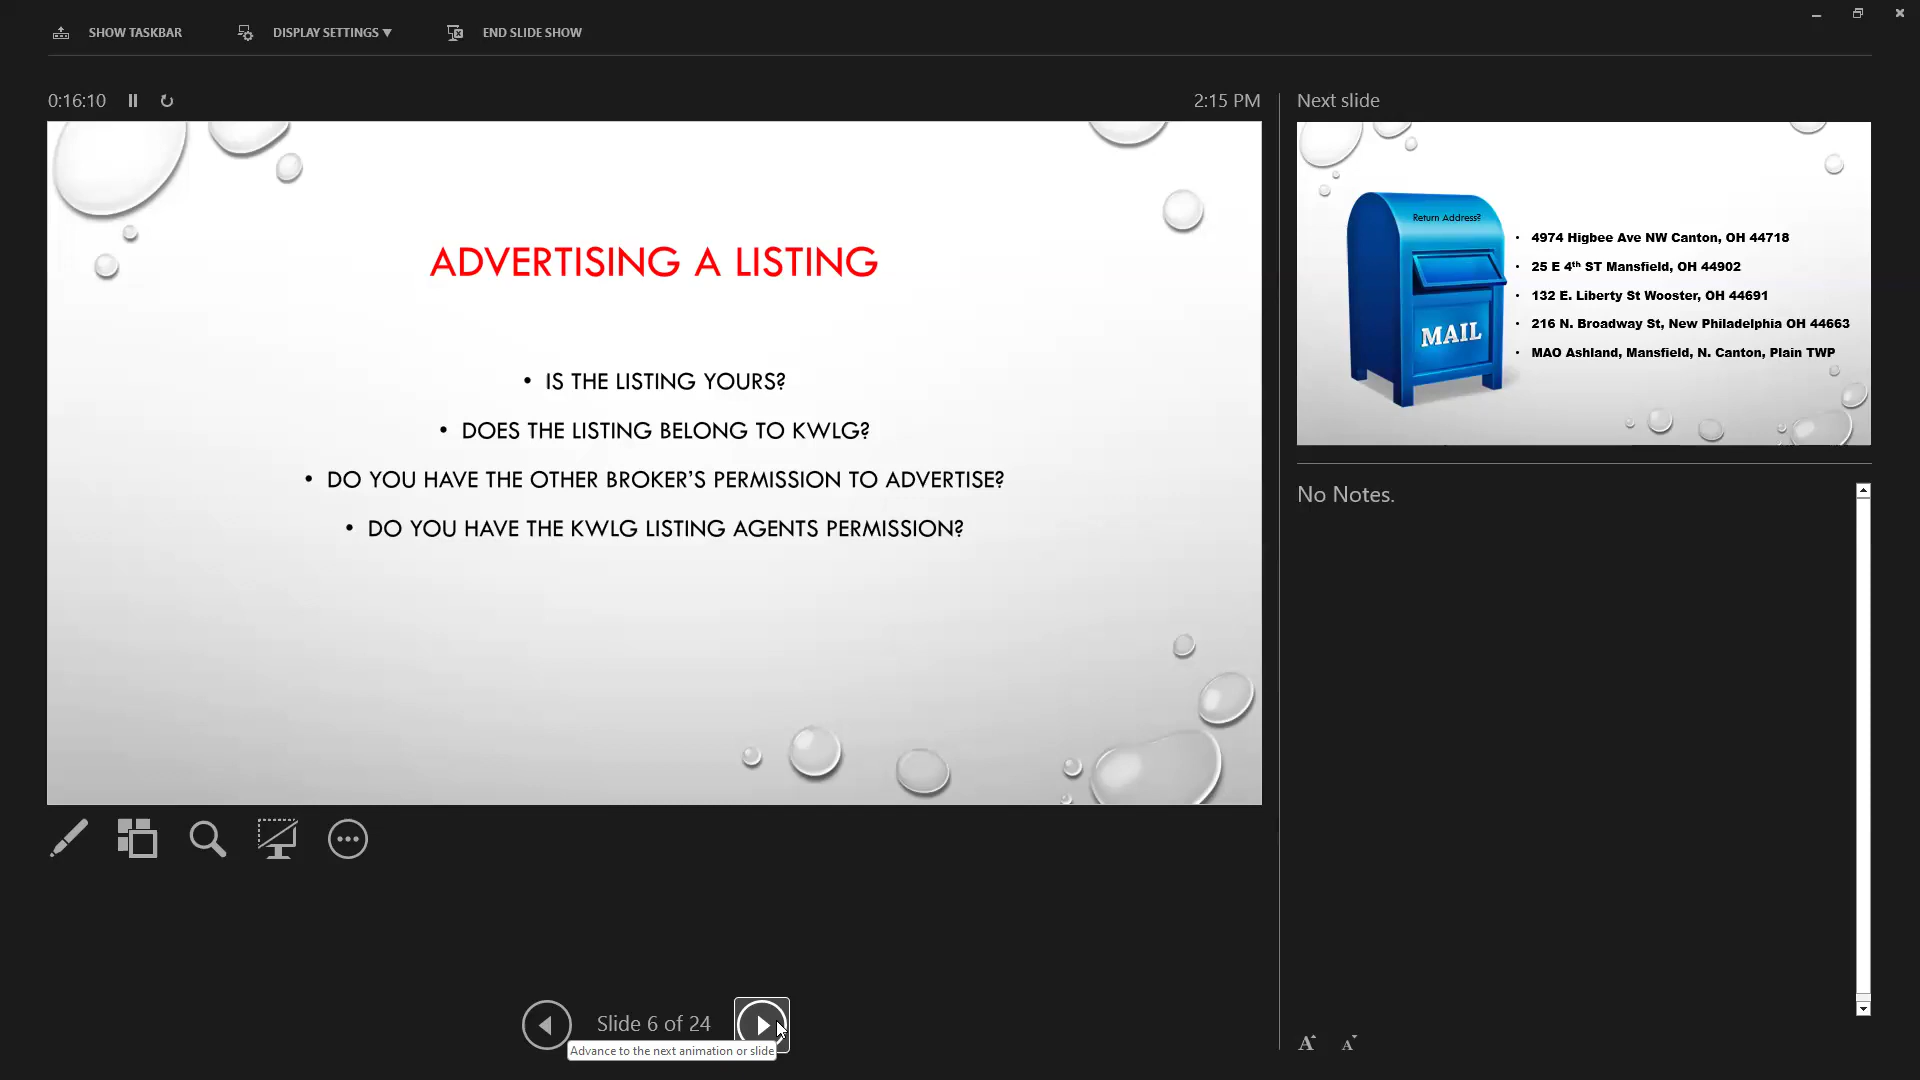 SHOW TASKBAR
DISPLAY SETTINGS ▼
END SLIDE SHOW
0:16:10
2:15 PM
ADVERTISING A LISTING
• IS THE LISTING YOURS?
• DOES THE LISTING BELONG TO KWLG?
• DO YOU HAVE THE OTHER BROKER’S PERMISSION TO ADVERTISE?
• DO YOU HAVE THE KWLG LISTING AGENTS PERMISSION?
Slide 6 of 24
Advance to the next animation or slide
Next slide
Return Address?
MAIL
• 4974 Higbee Ave NW Canton, OH 44718
• 25 E 4th ST Mansfield, OH 44902
• 132 E. Liberty St Wooster, OH 44691
• 216 N. Broadway St, New Philadelphia OH 44663
• MAO Ashland, Mansfield, N. Canton, Plain TWP
No Notes.
A A